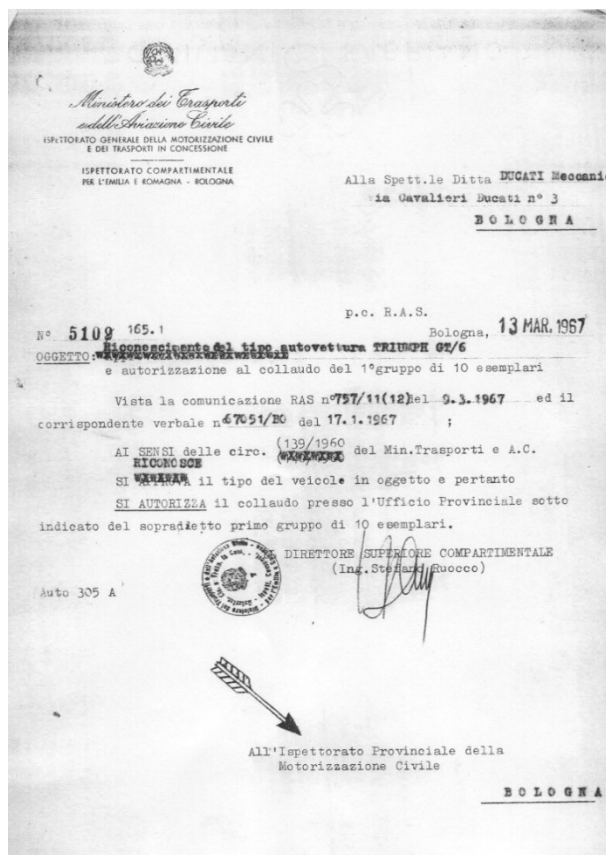 Ministero dei Trasporti
e dell'Aviazione Civile
ISPETTORATO GENERALE DELLA MOTORIZZAZIONE CIVILE
E DEI TRASPORTI IN CONCESSIONE
ISPETTORATO COMPARTIMENTALE
PER L'EMILIA E ROMAGNA - BOLOGNA
Alla Spett.le Ditta DUCATI Meccani
via Cavalieri Ducati n° 3
BOLOGNA
p.c. R.A.S.
N° 5109 165.1 Bologna, 13 MAR. 1967
Riconoscimento del tipo autovettura TRIUMPH GT/6
OGGETTO:
e autorizzazione al collaudo del 1°gruppo di 10 esemplari
Vista la comunicazione RAS n°757/11(12)del 9.3.1967 ed il
corrispondente verbale n°67051/BO del 17.1.1967 ;
AI SENSI delle circ. (139/1960 del Min.Trasporti e A.C.
RICONOSCE
SI il tipo del veicolo in oggetto e pertanto
SI AUTORIZZA il collaudo presso l'Ufficio Provinciale sotto
indicato del sopradietto primo gruppo di 10 esemplari.
DIRETTORE SUPERIORE COMPARTIMENTALE
(Ing.Stefano Ruocco)
Auto 305 A
All'Ispettorato Provinciale della
Motorizzazione Civile
BOLOGNA